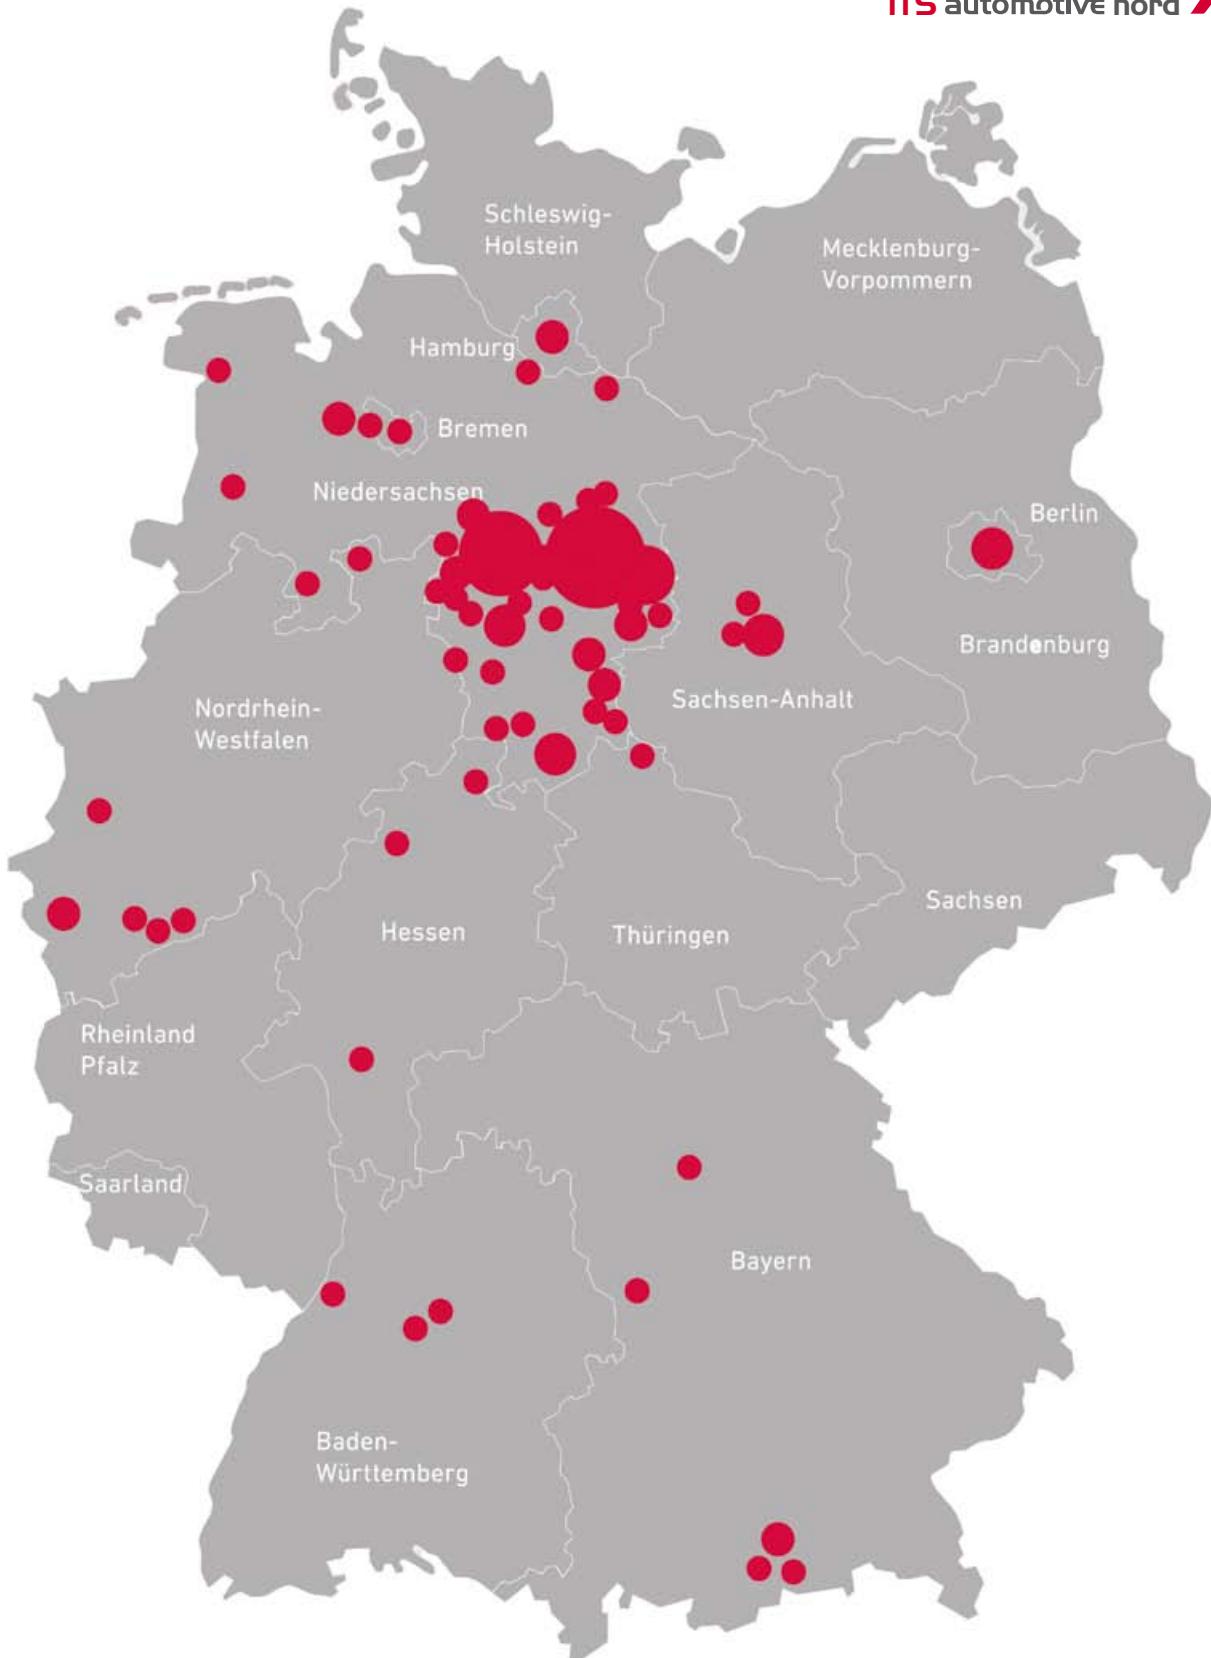 ITS automotive nord
Schleswig-
Holstein
Mecklenburg-
Vorpommern
Hamburg
Bremen
Niedersachsen
Berlin
Brandenburg
Sachsen-Anhalt
Nordrhein-
Westfalen
Sachsen
Hessen
Thüringen
Rheinland
Pfalz
Saarland
Bayern
Baden-
Württemberg